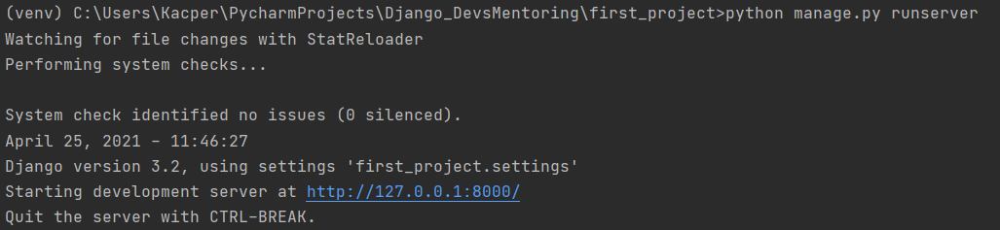 (venv) C:\Users\Kacper\PycharmProjects\Django_DevsMentoring\first_project>python manage.py runserver
Watching for file changes with StatReloader
Performing system checks...
System check identified no issues (0 silenced).
April 25, 2021 - 11:46:27
Django version 3.2, using settings 'first_project.settings'
Starting development server at http://127.0.0.1:8000/
Quit the server with CTRL-BREAK.